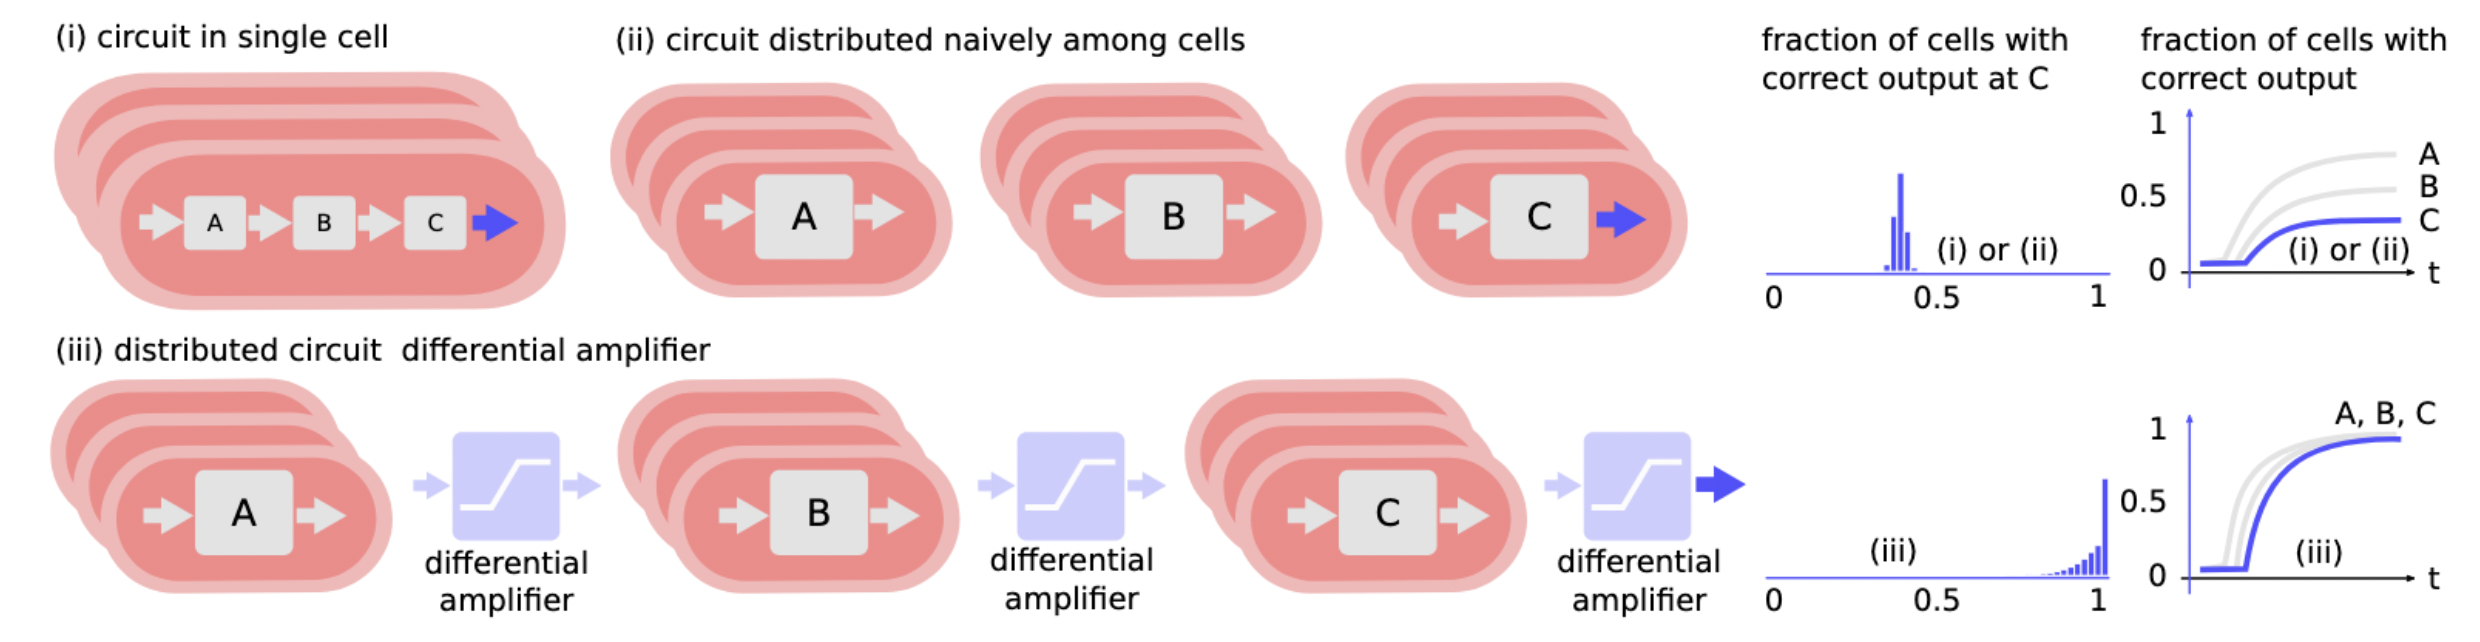 (i) circuit in single cell
A B C
(ii) circuit distributed naively among cells
A
B
C
fraction of cells with
correct output at C
(i) or (ii)
0 0.5 1
fraction of cells with
correct output
1
0.5
0
A
B
C
(i) or (ii)
t
(iii) distributed circuit differential amplifier
A
differential
amplifier
B
differential
amplifier
C
differential
amplifier
(iii)
0 0.5 1
A, B, C
1
0.5
0
(iii)
t